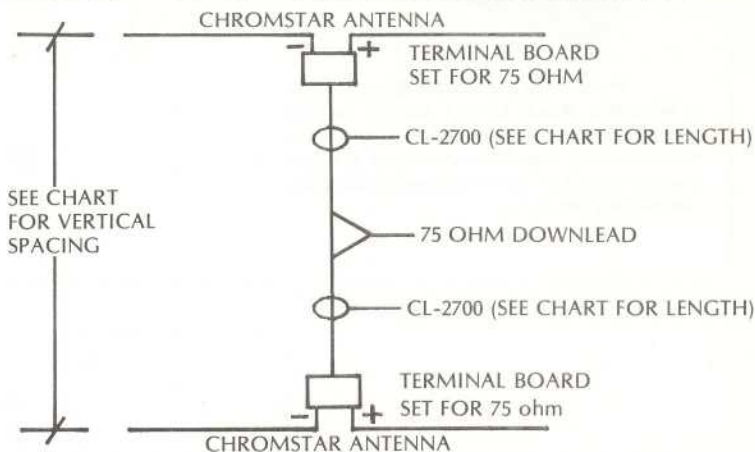 CHROMSTAR ANTENNA
- +
TERMINAL BOARD
SET FOR 75 OHM
CL-2700 (SEE CHART FOR LENGTH)
SEE CHART
FOR VERTICAL
SPACING
75 OHM DOWNLEAD
CL-2700 (SEE CHART FOR LENGTH)
TERMINAL BOARD
SET FOR 75 ohm
- +
CHROMSTAR ANTENNA